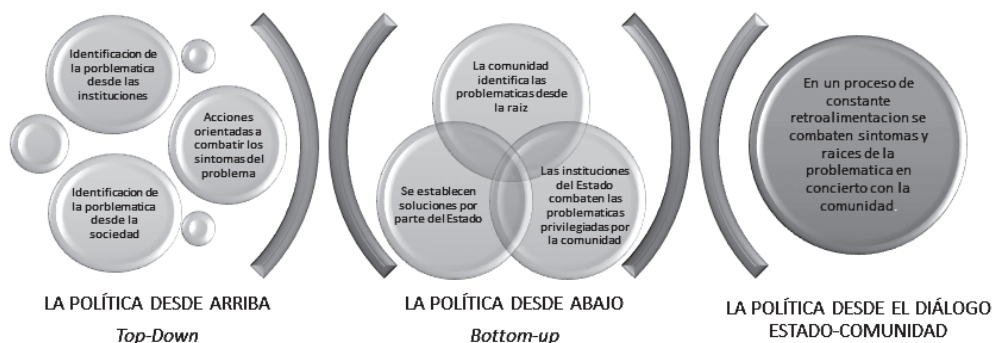 Identificacion de
la porblematica
desde las
instituciones
Acciones
orientadas a
combatir los
sintomas del
problema
Identificacion de
la porblematica
desde la
sociedad
LA POLÍTICA DESDE ARRIBA
Top-Down
La comunidad
identifica las
problematicas desde
la raiz
Se establecen
soluciones por
parte del Estado
Las instituciones
del Estado
combaten las
problematicas
privilegiadas por
la comunidad
LA POLÍTICA DESDE ABAJO
Bottom-up
En un proceso de
constante
retroalimentacion se
combaten sintomas y
raices de la
problematica en
concierto con la
comunidad.
LA POLÍTICA DESDE EL DIÁLOGO
ESTADO-COMUNIDAD